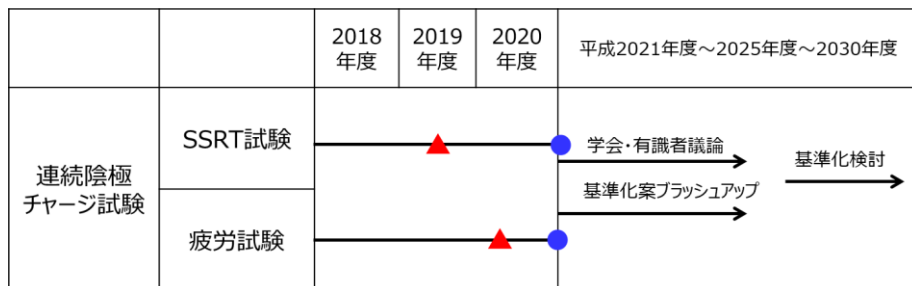 2018
年度
2019
年度
2020
年度
平成2021年度～2025年度～2030年度
連続陰極
チャージ試験
SSRT試験
学会・有識者議論
基準化検討
基準化案ブラッシュアップ
疲労試験